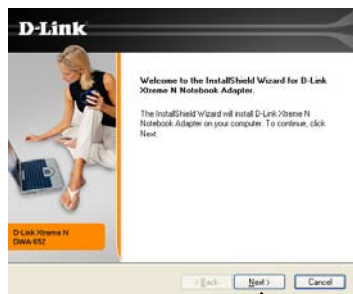 D-Link
Welcome to the InstallShield Wizard for D-Link
Xtreme N Notebook Adapter.
The InstallShield Wizard will install D-Link Xtreme N
Notebook Adapter on your computer. To continue, click
Next.
D-Link Xtreme N
DWA-652
< Back
Next >
Cancel